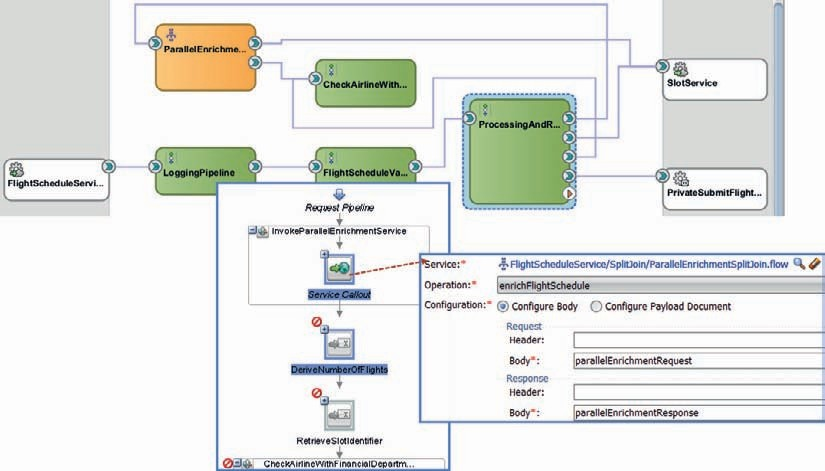 ParallelEnrichme...
CheckAirlineWith...
SlotService
ProcessingAndR...
FlightScheduleServi...
LoggingPipeline
FlightScheduleVa...
PrivateSubmitFlight...
Request Pipeline
InvokeParallelEnrichmentService
Service Callout
DeriveNumberOfFlights
RetrieveSlotIdentifier
CheckAirlineWithFinancialDepartm...
Service:* FlightScheduleService/SplitJoin/ParallelEnrichmentSplitJoin.flow
Operation:* enrichFlightSchedule
Configuration:* Configure Body Configure Payload Document
Request
Header:
Body*: parallelEnrichmentRequest
Response
Header:
Body*: parallelEnrichmentResponse